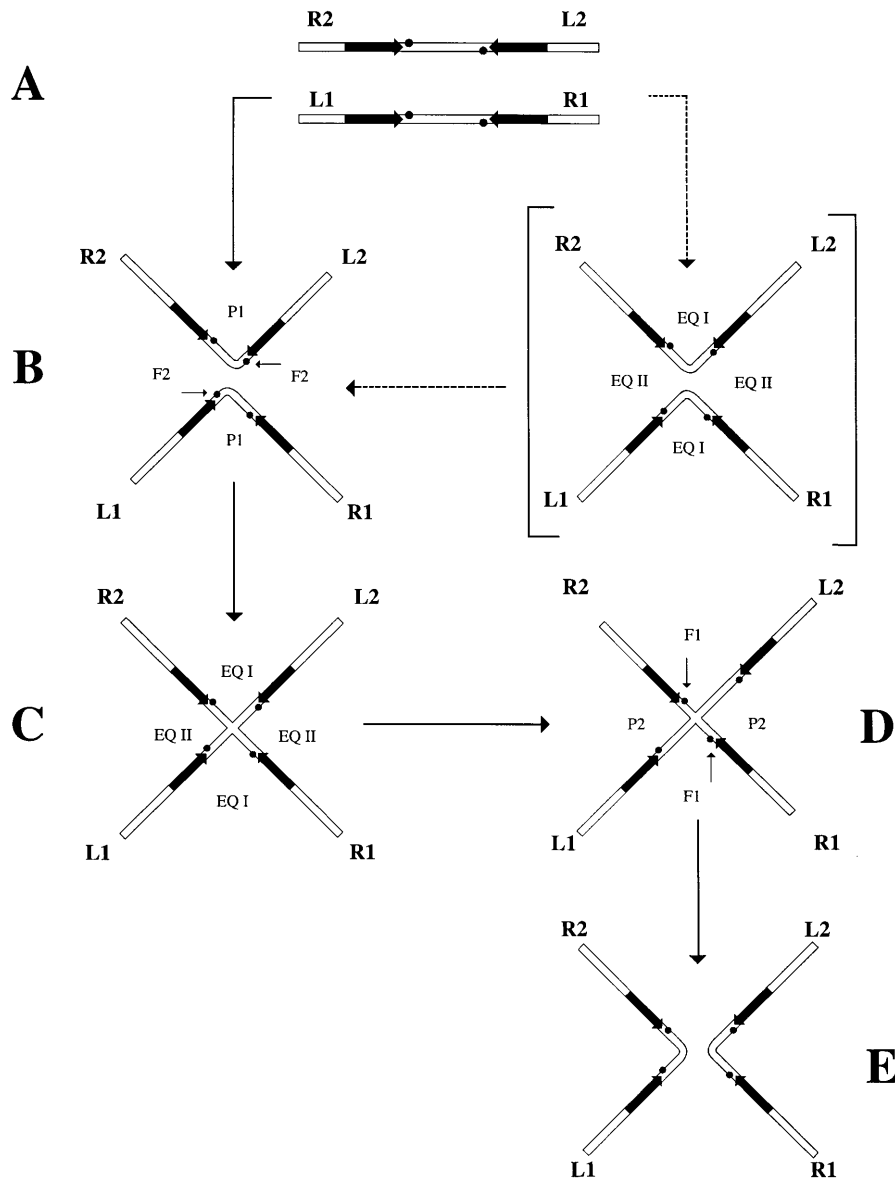 R2 L2
A
L1 R1
R2 L2 R2 L2
P1 EQ I
B F2 F2 EQ II EQ II
P1 EQ I
L1 R1 L1 R1
R2 L2 R2 L2
F1
EQ I
C EQ II EQ II P2 P2 D
EQ I
F1
L1 R1 L1 R1
R2 L2
E
L1 R1